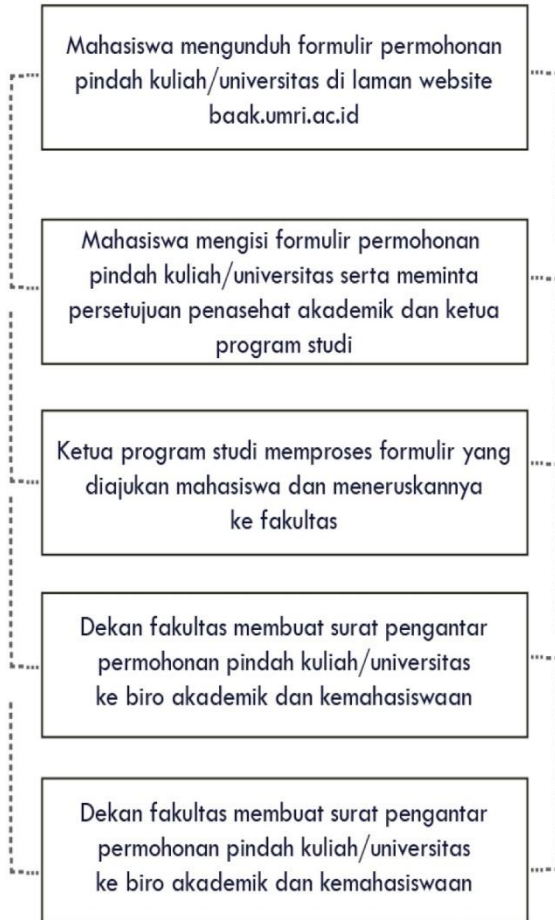 Mahasiswa mengunduh formulir permohonan
pindah kuliah/universitas di laman website
baak.umri.ac.id
Mahasiswa mengisi formulir permohonan
pindah kuliah/universitas serta meminta
persetujuan penasehat akademik dan ketua
program studi
Ketua program studi memproses formulir yang
diajukan mahasiswa dan meneruskannya
ke fakultas
Dekan fakultas membuat surat pengantar
permohonan pindah kuliah/universitas
ke biro akademik dan kemahasiswaan
Dekan fakultas membuat surat pengantar
permohonan pindah kuliah/universitas
ke biro akademik dan kemahasiswaan